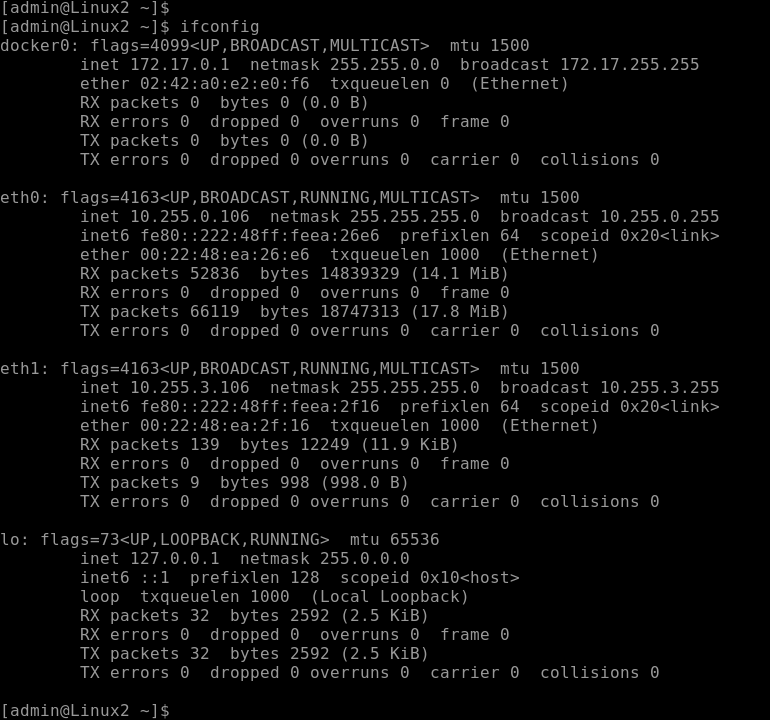 [admin@Linux2 ~]$
[admin@Linux2 ~]$ ifconfig
docker0: flags=4099<UP,BROADCAST,MULTICAST>  mtu 1500
        inet 172.17.0.1  netmask 255.255.0.0  broadcast 172.17.255.255
        ether 02:42:a0:e2:e0:f6  txqueuelen 0  (Ethernet)
        RX packets 0  bytes 0 (0.0 B)
        RX errors 0  dropped 0  overruns 0  frame 0
        TX packets 0  bytes 0 (0.0 B)
        TX errors 0  dropped 0 overruns 0  carrier 0  collisions 0

eth0: flags=4163<UP,BROADCAST,RUNNING,MULTICAST>  mtu 1500
        inet 10.255.0.106  netmask 255.255.255.0  broadcast 10.255.0.255
        inet6 fe80::222:48ff:feea:26e6  prefixlen 64  scopeid 0x20<link>
        ether 00:22:48:ea:26:e6  txqueuelen 1000  (Ethernet)
        RX packets 52836  bytes 14839329 (14.1 MiB)
        RX errors 0  dropped 0  overruns 0  frame 0
        TX packets 66119  bytes 18747313 (17.8 MiB)
        TX errors 0  dropped 0 overruns 0  carrier 0  collisions 0

eth1: flags=4163<UP,BROADCAST,RUNNING,MULTICAST>  mtu 1500
        inet 10.255.3.106  netmask 255.255.255.0  broadcast 10.255.3.255
        inet6 fe80::222:48ff:feea:2f16  prefixlen 64  scopeid 0x20<link>
        ether 00:22:48:ea:2f:16  txqueuelen 1000  (Ethernet)
        RX packets 139  bytes 12249 (11.9 KiB)
        RX errors 0  dropped 0  overruns 0  frame 0
        TX packets 9  bytes 998 (998.0 B)
        TX errors 0  dropped 0 overruns 0  carrier 0  collisions 0

lo: flags=73<UP,LOOPBACK,RUNNING>  mtu 65536
        inet 127.0.0.1  netmask 255.0.0.0
        inet6 ::1  prefixlen 128  scopeid 0x10<host>
        loop  txqueuelen 1000  (Local Loopback)
        RX packets 32  bytes 2592 (2.5 KiB)
        RX errors 0  dropped 0  overruns 0  frame 0
        TX packets 32  bytes 2592 (2.5 KiB)
        TX errors 0  dropped 0 overruns 0  carrier 0  collisions 0

[admin@Linux2 ~]$